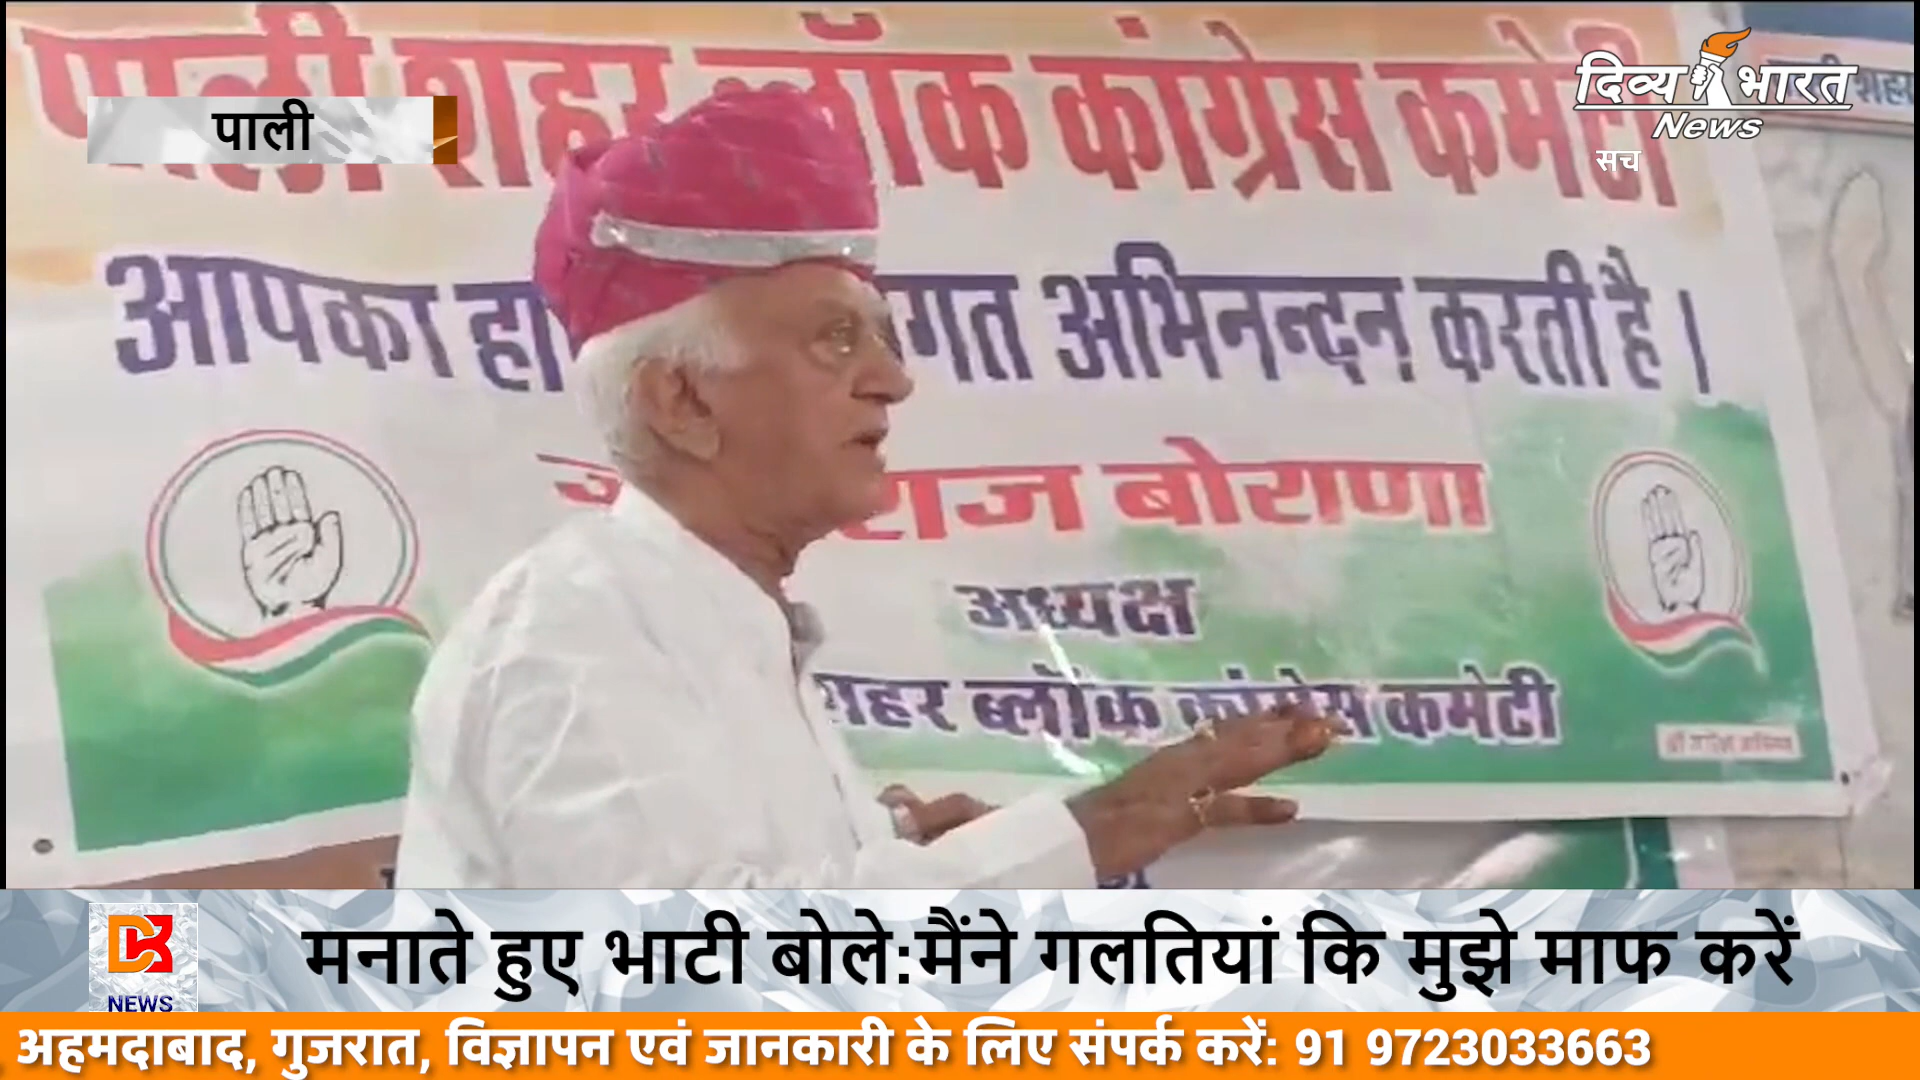 पाली शहर ब्लॉक कांग्रेस कमेटी
पाली
दिव्य भारत
News
सच
आपका हा गत अभिनन्दन करती है ।
राज बोराणा
अध्यक्ष
शहर ब्लॉक कांग्रेस कमेटी
मनाते हुए भाटी बोले:मैंने गलतियां कि मुझे माफ करें
NEWS
अहमदाबाद, गुजरात, विज्ञापन एवं जानकारी के लिए संपर्क करें: 91 9723033663